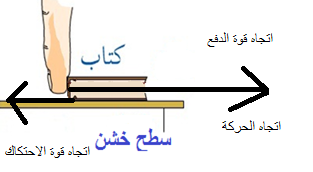 اتجاه قوة الدفع
كتاب
اتجاه الحركة
سطح خشن
اتجاه قوة الاحتكاك